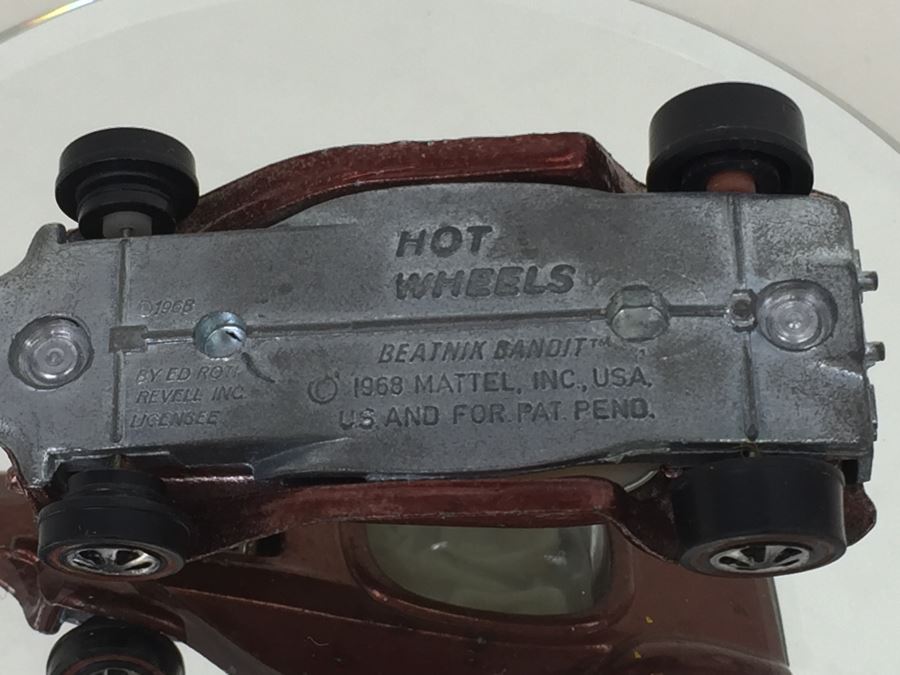 HOT
WHEELS
©1968
BEATNIK BANDIT™
BY ED ROTH
REVELL INC.
LICENSEE
© 1968 MATTEL, INC., USA.
US AND FOR. PAT. PEND.